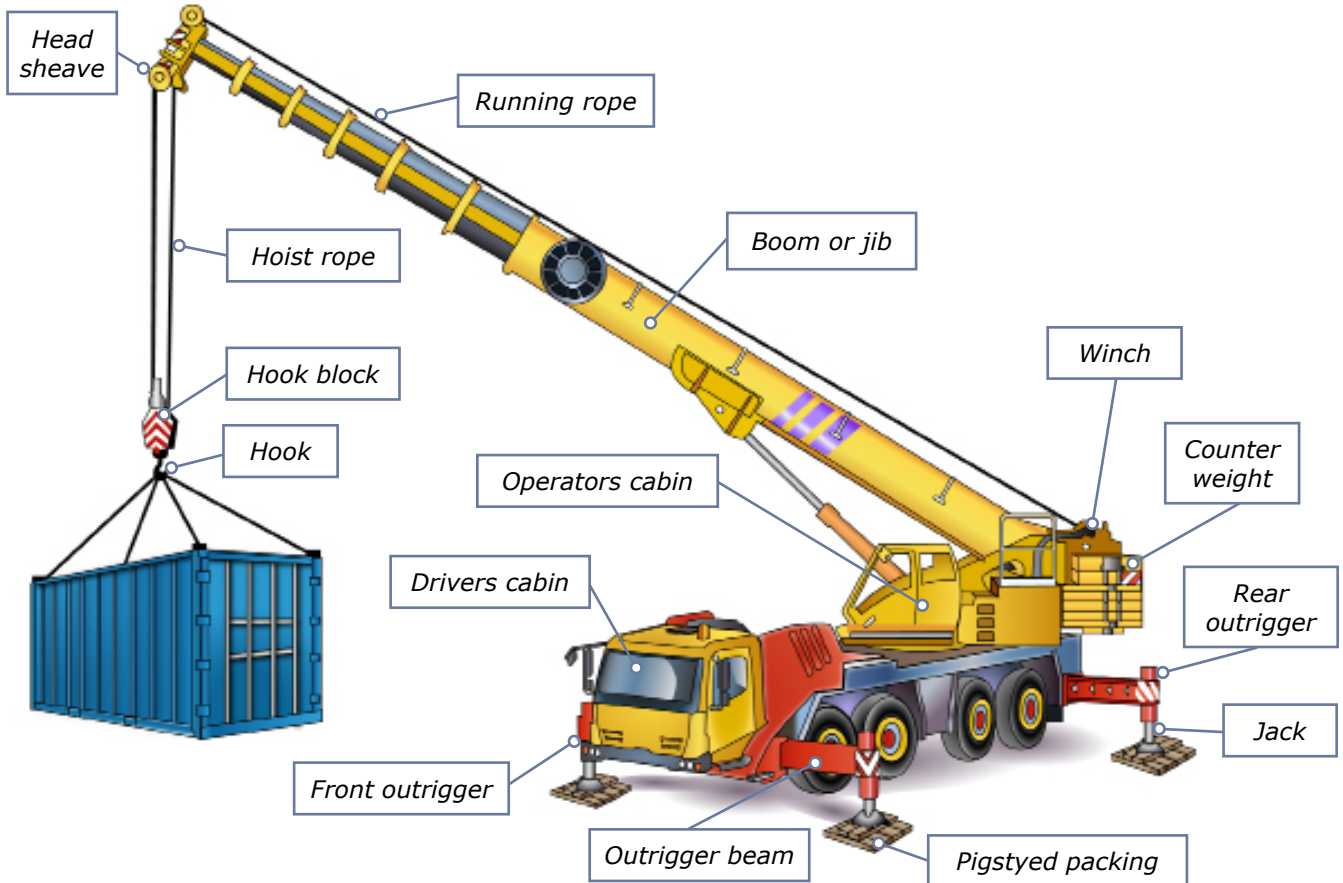 Head
sheave
Running rope
Boom or jib
Hoist rope
Winch
Hook block
Counter
weight
Hook
Operators cabin
Drivers cabin
Rear
outrigger
Jack
Front outrigger
Outrigger beam
Pigstyed packing